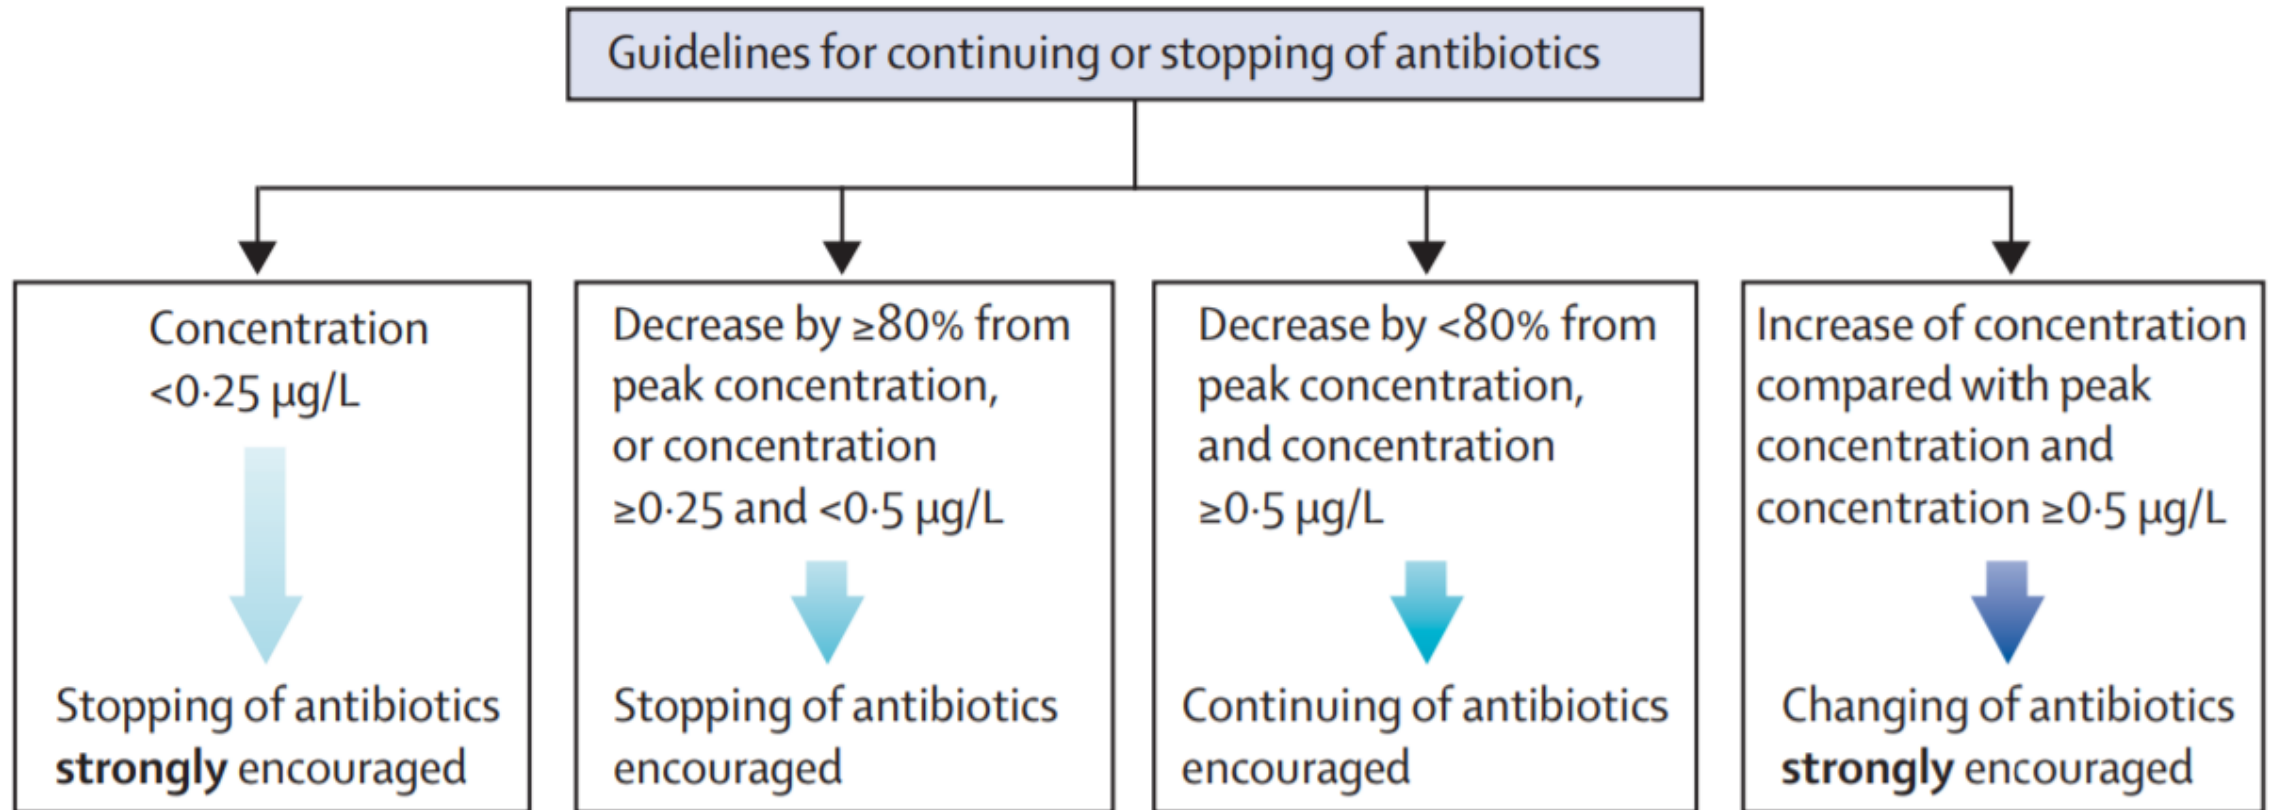 Guidelines for continuing or stopping of antibiotics
Concentration
<0·25 µg/L
Stopping of antibiotics
strongly encouraged
Decrease by ≥80% from
peak concentration,
or concentration
≥0·25 and <0·5 µg/L
Stopping of antibiotics
encouraged
Decrease by <80% from
peak concentration,
and concentration
≥0·5 µg/L
Continuing of antibiotics
encouraged
Increase of concentration
compared with peak
concentration and
concentration ≥0·5 µg/L
Changing of antibiotics
strongly encouraged